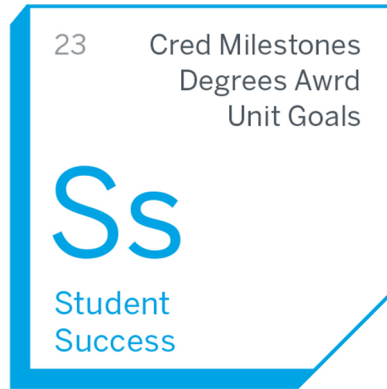 23
Cred Milestones
Degrees Awrd
Unit Goals
Ss
Student
Success